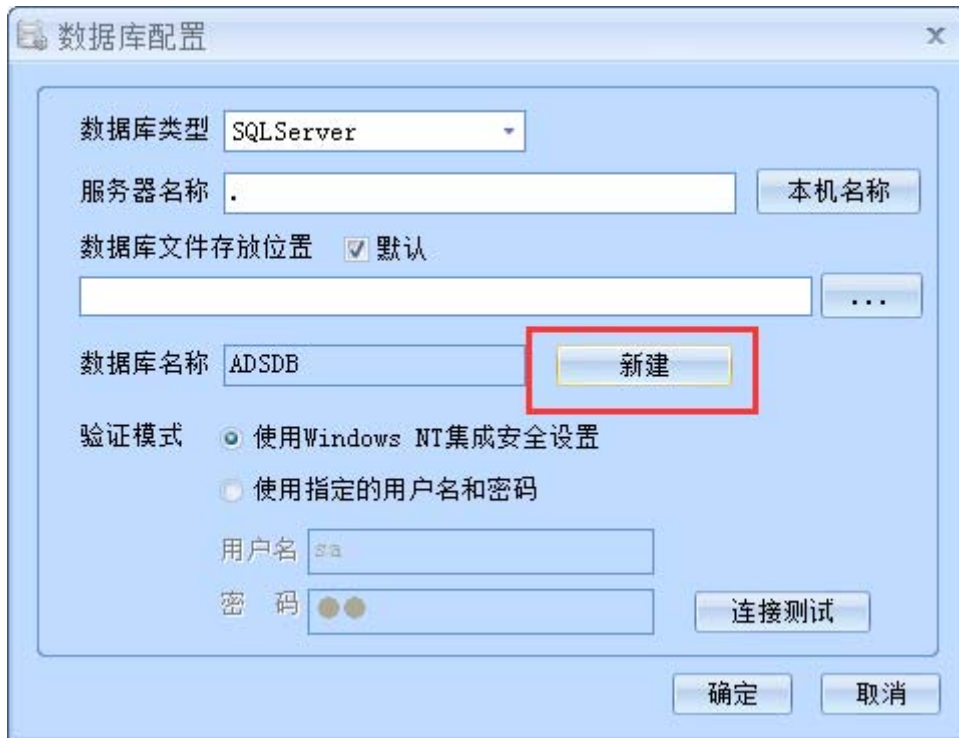 数据库配置
数据库类型 SQLServer
服务器名称 . 本机名称
数据库文件存放位置 默认
...
数据库名称 ADSDB 新建
验证模式 使用Windows NT集成安全设置
使用指定的用户名和密码
用户名 sa
密 码 ●●
连接测试
确定 取消